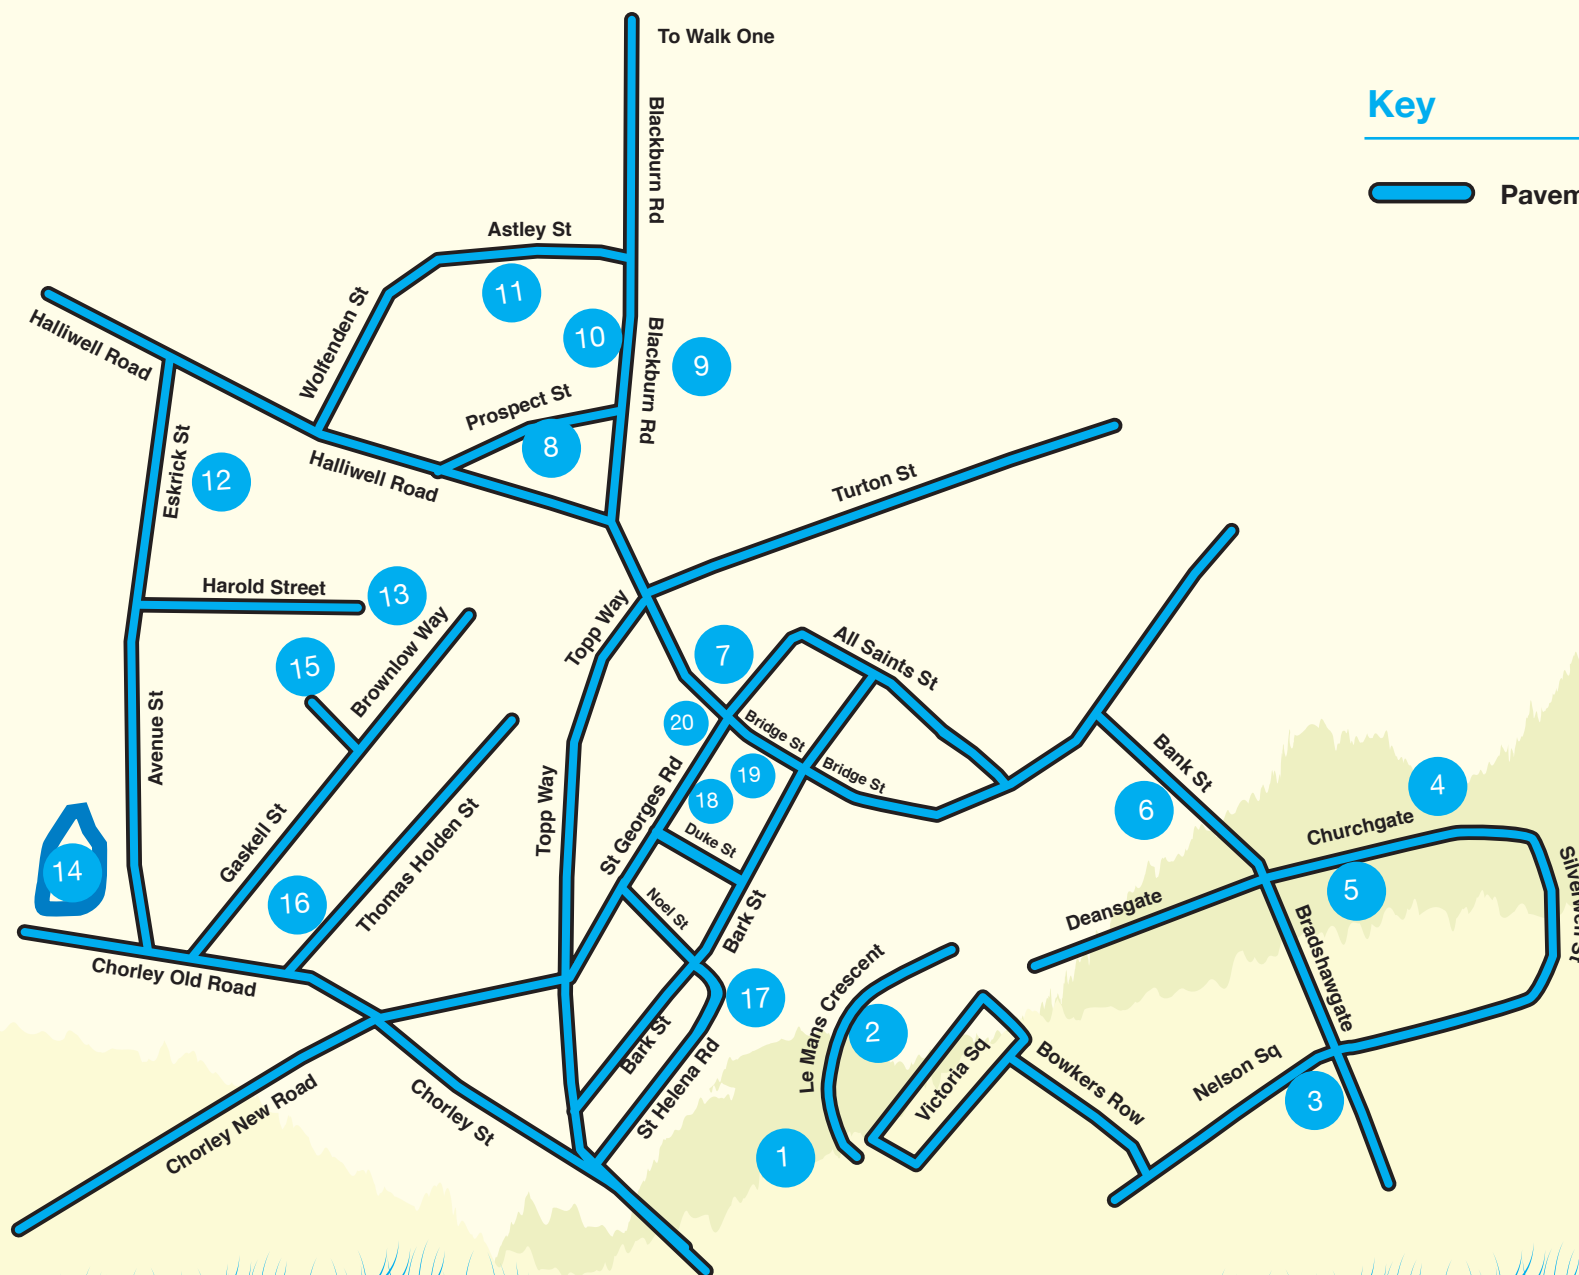 To Walk One
Key
Pavem
Blackburn Rd
Astley St
11
Halliwell Road
Wolfenden St
10
Blackburn Rd
9
Prospect St
8
Halliwell Road
Eskrick St
12
Turton St
Harold Street
13
Topp Way
Brownlow Way
15
7
All Saints St
20
Bridge St
Bridge St
Avenue St
Bank St
19
18
St Georges Rd
Topp Way
Duke St
6
4
Churchgate
Gaskell St
Thomas Holden St
14
16
Noel St
Bark St
Deansgate
5
Silverwell St
Bradshawgate
Chorley Old Road
17
Le Mans Crescent
2
Bark St
St Helena Rd
Victoria Sq
Bowkers Row
Nelson Sq
3
Chorley New Road
Chorley St
1